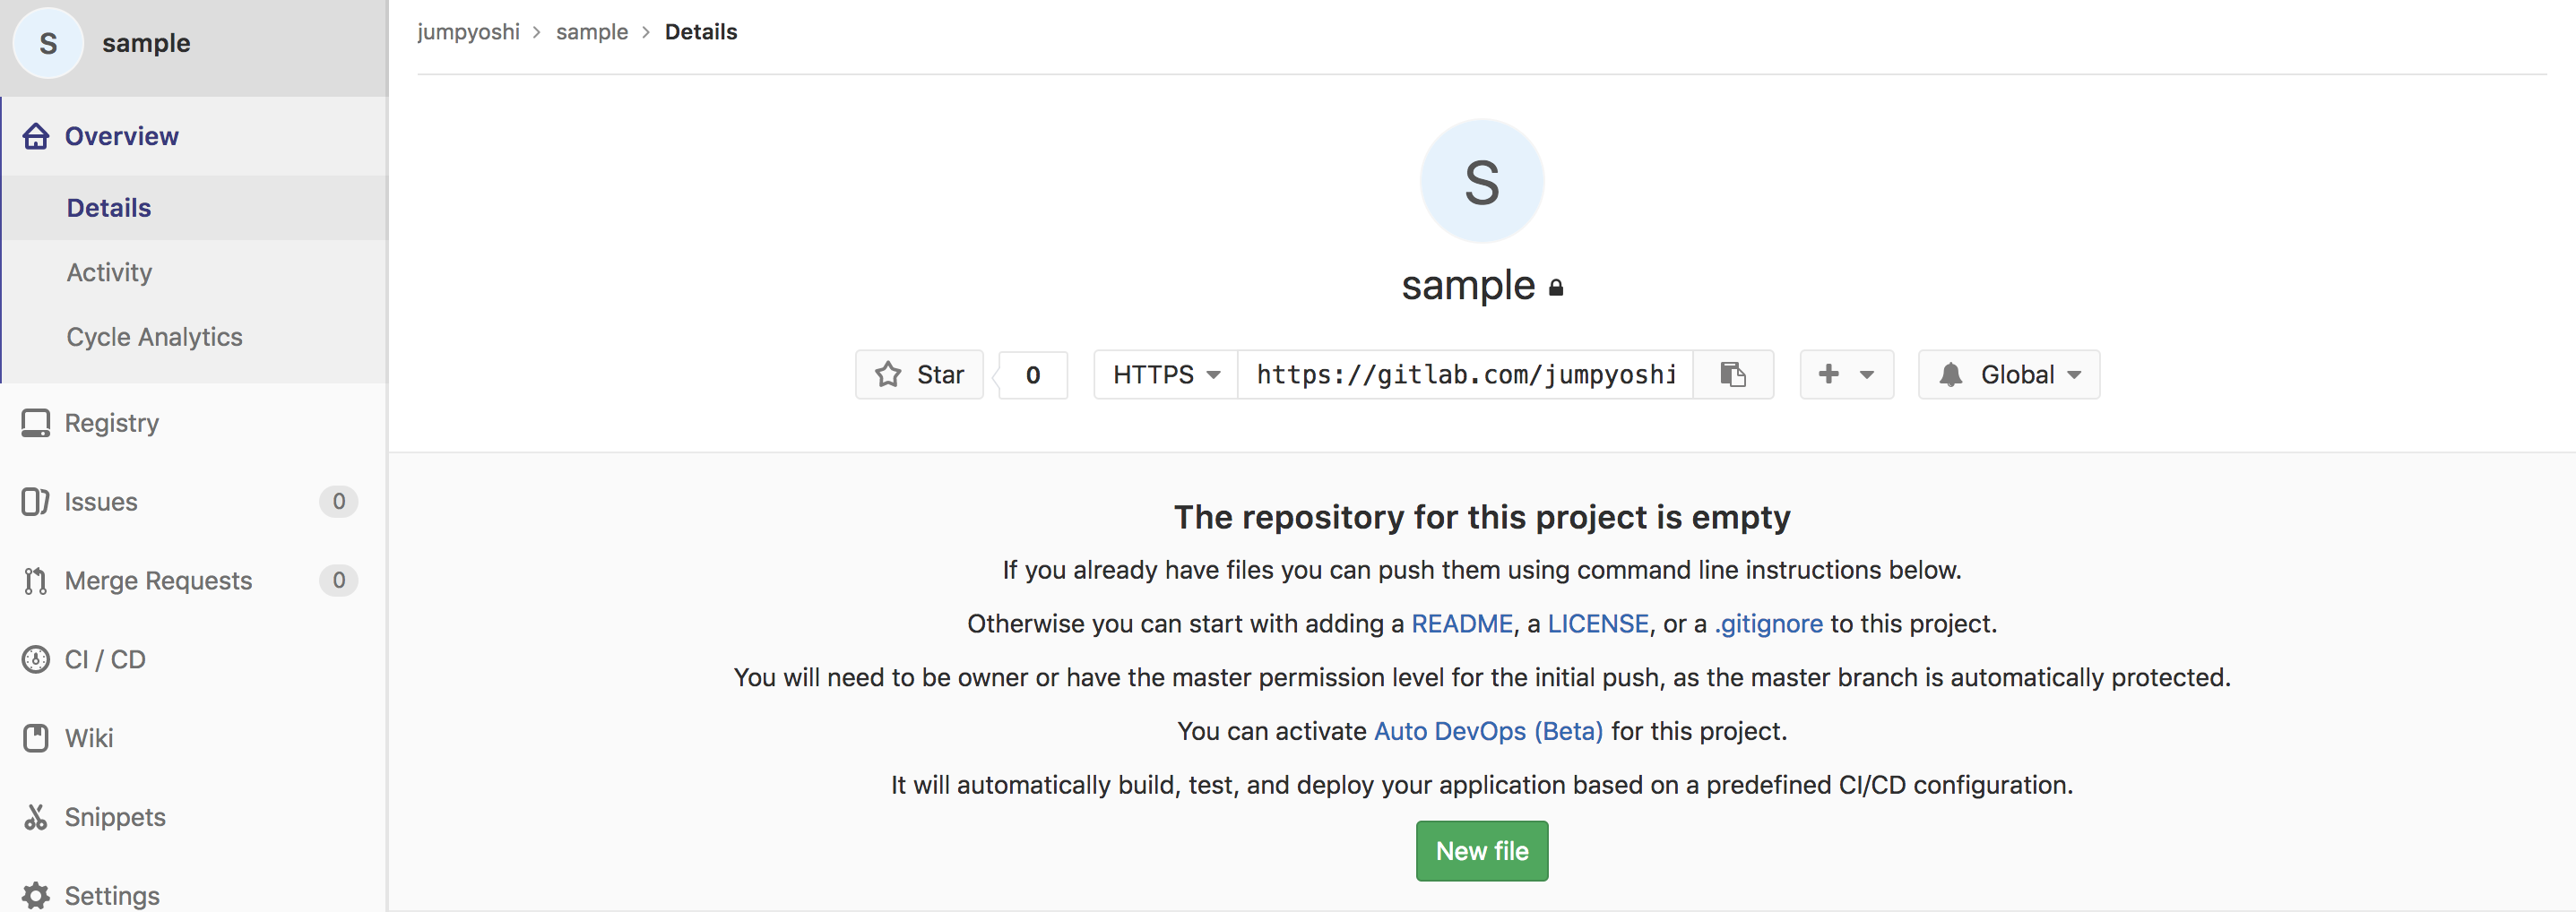 S sample
Overview
Details
Activity
Cycle Analytics
Registry
Issues 0
Merge Requests 0
CI / CD
Wiki
Snippets
Settings
jumpyoshi > sample > Details
S
sample
Star 0 HTTPS https://gitlab.com/jumpyoshi + Global
The repository for this project is empty
If you already have files you can push them using command line instructions below.
Otherwise you can start with adding a README, a LICENSE, or a .gitignore to this project.
You will need to be owner or have the master permission level for the initial push, as the master branch is automatically protected.
You can activate Auto DevOps (Beta) for this project.
It will automatically build, test, and deploy your application based on a predefined CI/CD configuration.
New file